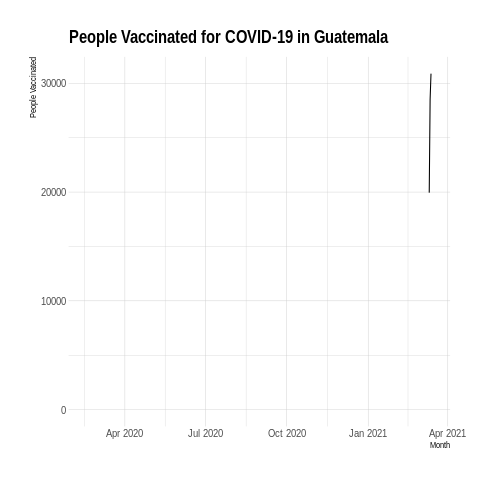 People Vaccinated for COVID-19 in Guatemala
People Vaccinated
30000
20000
10000
0
Apr 2020
Jul 2020
Oct 2020
Jan 2021
Apr 2021
Month